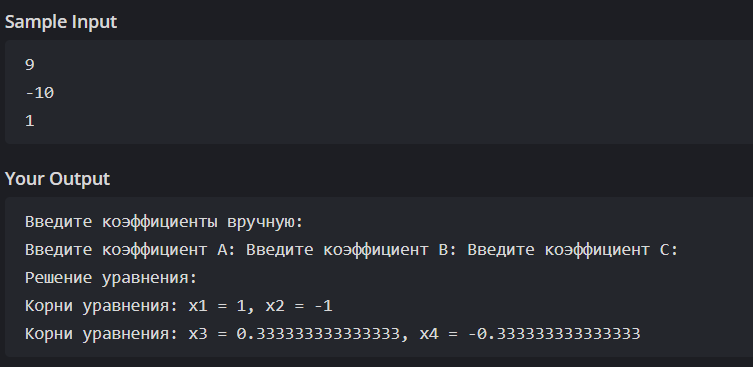 Sample Input
9
-10
1
Your Output
Введите коэффициенты вручную:
Введите коэффициент A: Введите коэффициент B: Введите коэффициент C:
Решение уравнения:
Корни уравнения: x1 = 1, x2 = -1
Корни уравнения: x3 = 0.333333333333333, x4 = -0.333333333333333